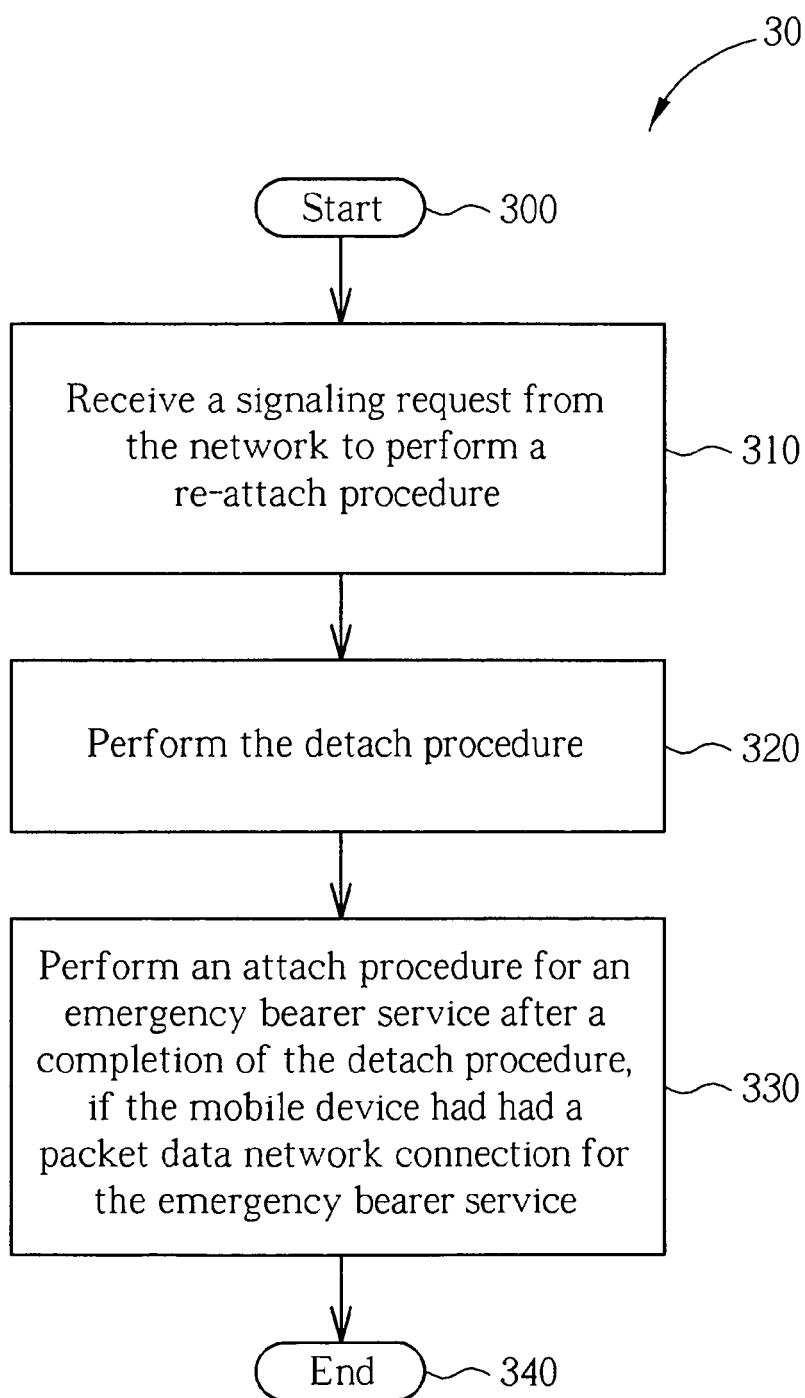 30
Start
300
Receive a signaling request from
the network to perform a
re-attach procedure
310
Perform the detach procedure
320
Perform an attach procedure for an
emergency bearer service after a
completion of the detach procedure,
if the mobile device had had a
packet data network connection for
the emergency bearer service
330
End
340